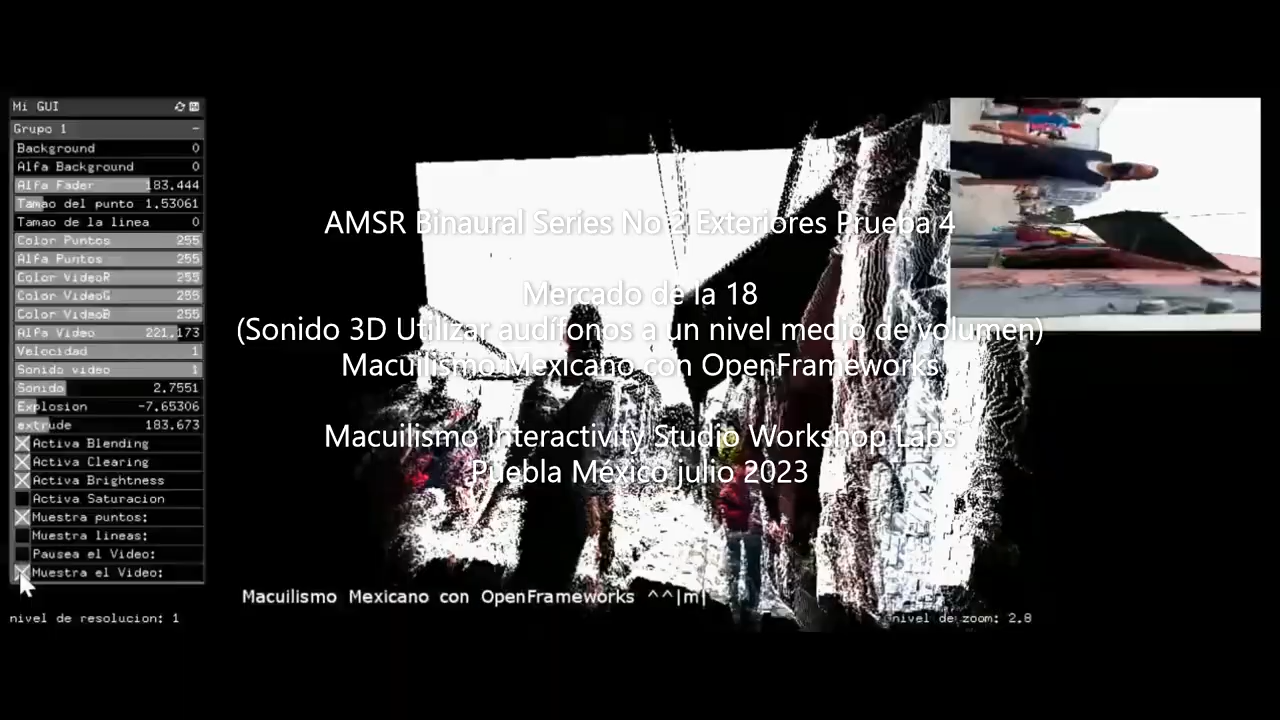 Mi GUI
Grupo 1 -
Background 0
Alfa Background 0
Alfa Fader 183.444
Tamao del punto 1.53061
Tamao de la linea 0
Color Puntos 255
Alfa Puntos 255
Color VideoR 255
Color VideoG 255
Color VideoB 255
Alfa Video 221.173
Velocidad 1
Sonido video 1
Sonido 2.7551
Explosion -7.65306
extrude 183.673
Activa Blending
Activa Clearing
Activa Brightness
Activa Saturacion
Muestra puntos:
Muestra lineas:
Pausea el Video:
Muestra el Video:
nivel de resolucion: 1
AMSR Binaural Series No 2 Exteriores Prueba 4
Mercado de la 18
(Sonido 3D Utilizar audífonos a un nivel medio de volumen)
Macuilismo Mexicano con OpenFrameworks
Macuilismo Interactivity Studio Workshop Labs
Puebla México julio 2023
Macuilismo Mexicano con OpenFrameworks ^^|m|
nivel de zoom: 2.8